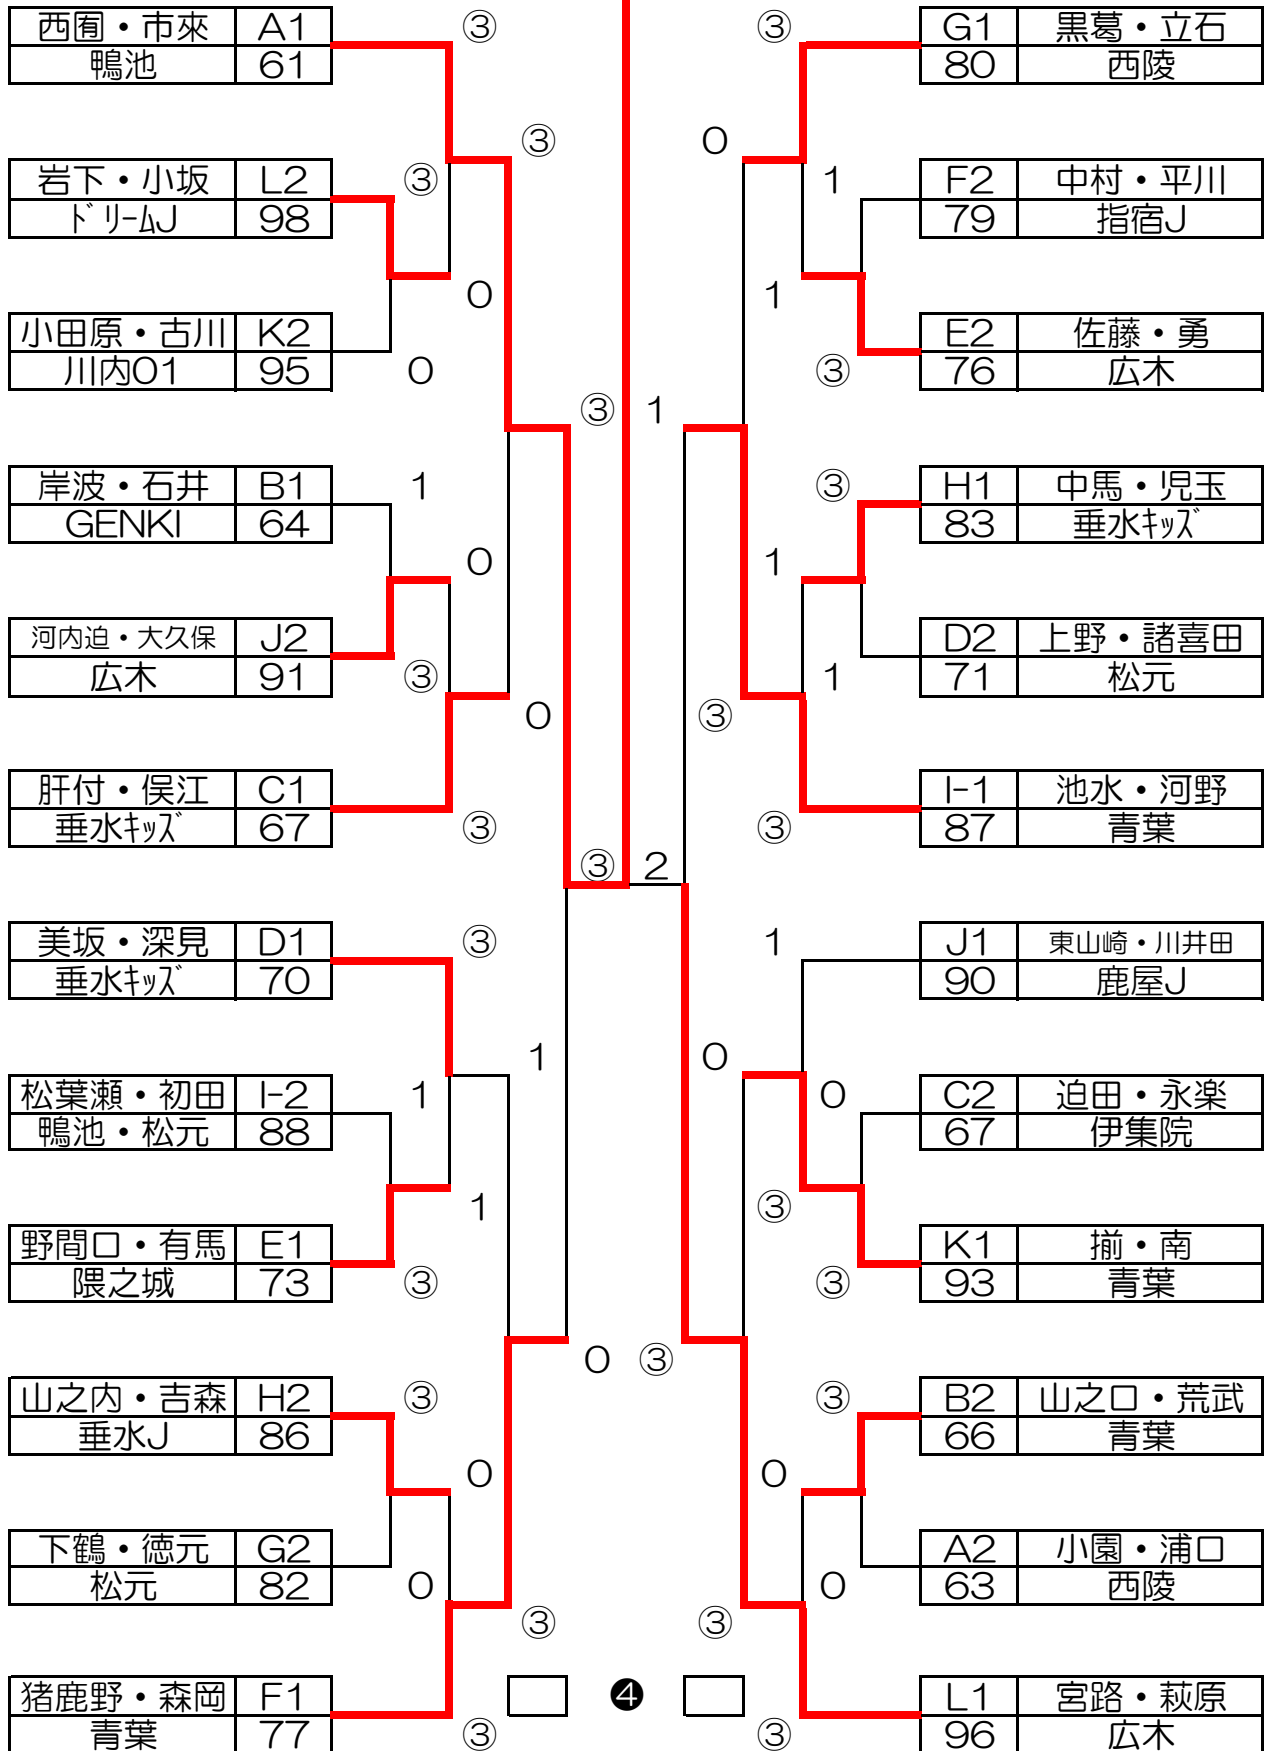 西囿・市來 A1 ③ ③ G1 黒葛・立石
鴨池 61 80 西陵
③ 0
岩下・小坂 L2 ③ 1 F2 中村・平川
ドリームJ 98 79 指宿J
0 1
小田原・古川 K2 E2 佐藤・勇
川内01 95 0 ③ 76 広木
③ 1
岸波・石井 B1 1 ③ H1 中馬・児玉
GENKI 64 83 垂水キッズ
0 1
河内迫・大久保 J2 D2 上野・諸喜田
広木 91 ③ 1 71 松元
0 ③
肝付・俣江 C1 I-1 池水・河野
垂水キッズ 67 ③ ③ 87 青葉
③ 2
美坂・深見 D1 ③ 1 J1 東山崎・川井田
垂水キッズ 70 90 鹿屋J
1 0
松葉瀬・初田 I-2 1 0 C2 迫田・永楽
鴨池・松元 88 67 伊集院
1 ③
野間口・有馬 E1 K1 揃・南
隈之城 73 ③ ③ 93 青葉
0 ③
山之内・吉森 H2 ③ ③ B2 山之口・荒武
垂水J 86 66 青葉
0 0
下鶴・徳元 G2 A2 小園・浦口
松元 82 0 0 63 西陵
③ ③
猪鹿野・森岡 F1 ❹ L1 宮路・萩原
青葉 77 ③ ③ 96 広木